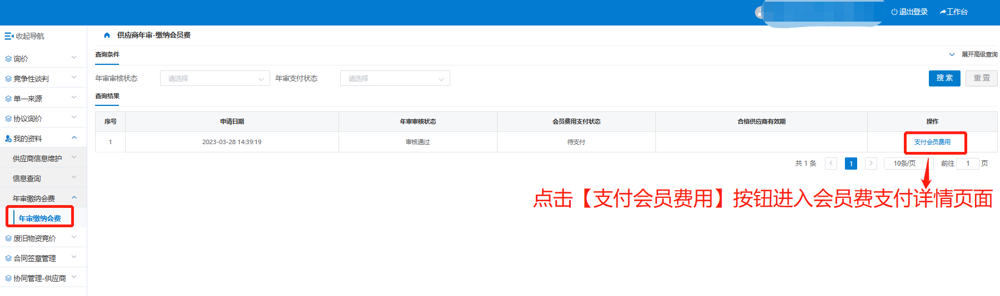 退出登录 工作台
收起导航
供应商年审-缴纳会员费
查询条件
展开高级查询
年审审核状态 请选择 年审支付状态 请选择 搜索 重置
查询结果
序号 申请日期 年审审核状态 会员费用支付状态 合格供应商有效期 操作
1 2023-03-28 14:39:19 审核通过 待支付 支付会员费用
共 1 条 1 10条/页 前往 1 页
点击【支付会员费用】按钮进入会员费支付详情页面
询价
竞争性谈判
单一来源
协议询价
我的资料
供应商信息维护
信息查询
年审缴纳会费
年审缴纳会费
废旧物资竞价
合同签章管理
协同管理-供应商